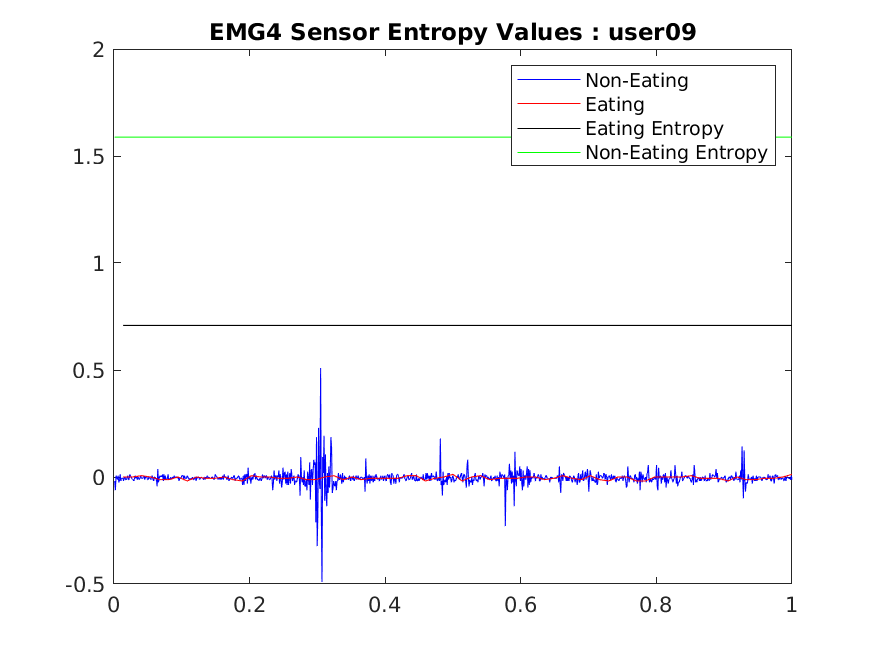 EMG4 Sensor Entropy Values : user09
2
Non-Eating
Eating
Eating Entropy
Non-Eating Entropy
1.5
1
0.5
0
-0.5
0 0.2 0.4 0.6 0.8 1